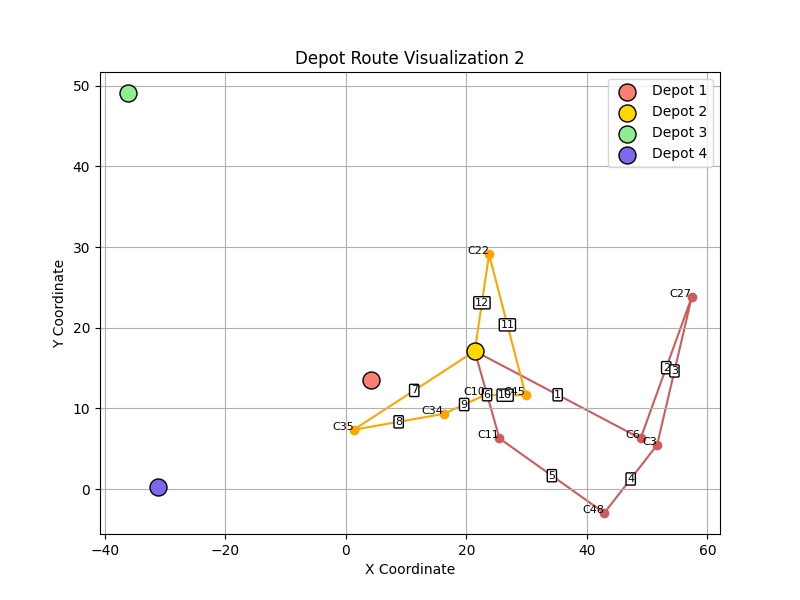 Depot Route Visualization 2
Depot 1
Depot 2
Depot 3
Depot 4
Y Coordinate
50
40
30
20
10
0
C22
12
11
C27
2
3
7
C10
6
10
C45
1
C35
8
C34
9
C11
C6
C3
5
4
C48
−40
−20
0
20
40
60
X Coordinate